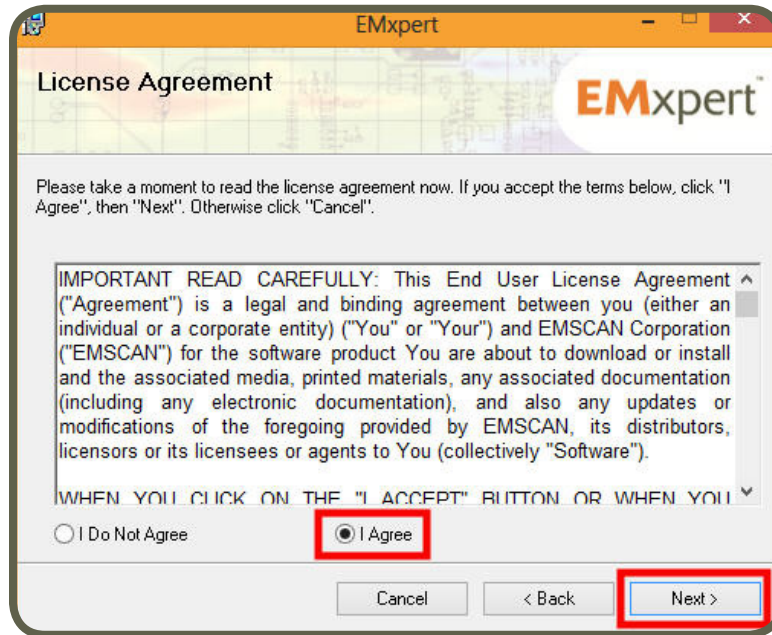 EMxpert
License Agreement
EMxpert™
Please take a moment to read the license agreement now. If you accept the terms below, click "I
Agree", then "Next". Otherwise click "Cancel".
IMPORTANT READ CAREFULLY: This End User License Agreement
("Agreement") is a legal and binding agreement between you (either an
individual or a corporate entity) ("You" or "Your") and EMSCAN Corporation
("EMSCAN") for the software product You are about to download or install
and the associated media, printed materials, any associated documentation
(including any electronic documentation), and also any updates or
modifications of the foregoing provided by EMSCAN, its distributors,
licensors or its licensees or agents to You (collectively "Software").
WHEN YOU CLICK ON THE "I ACCEPT" BUTTON OR WHEN YOU
I Do Not Agree
I Agree
Cancel
< Back
Next >